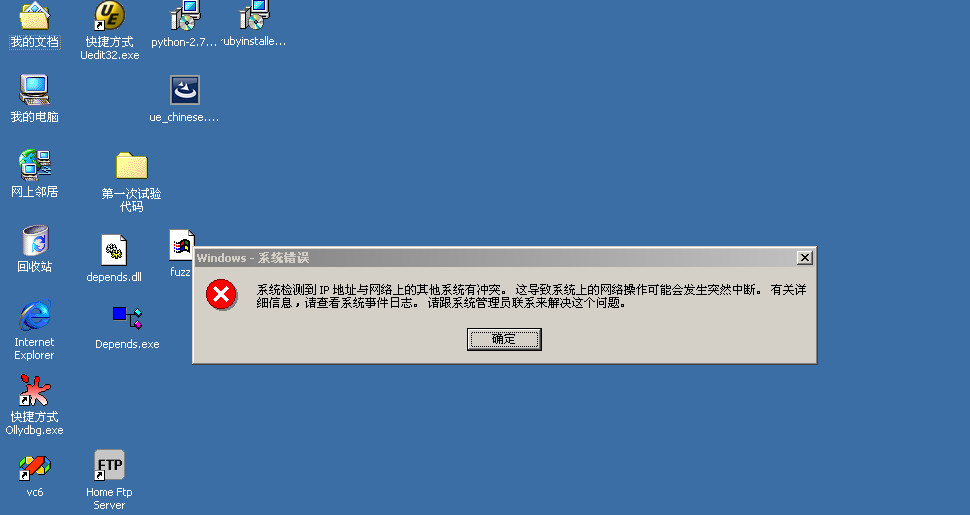 我的文档
快捷方式
Uedit32.exe
python-2.7...
rubyinstalle...
我的电脑
ue_chinese....
网上邻居
第一次试验
代码
回收站
depends.dll
fuzz
Windows - 系统错误
系统检测到 IP 地址与网络上的其他系统有冲突。 这导致系统上的网络操作可能会发生突然中断。 有关详
细信息，请查看系统事件日志。 请跟系统管理员联系来解决这个问题。
确定
Internet
Explorer
Depends.exe
快捷方式
Ollydbg.exe
vc6
FTP
Home Ftp
Server